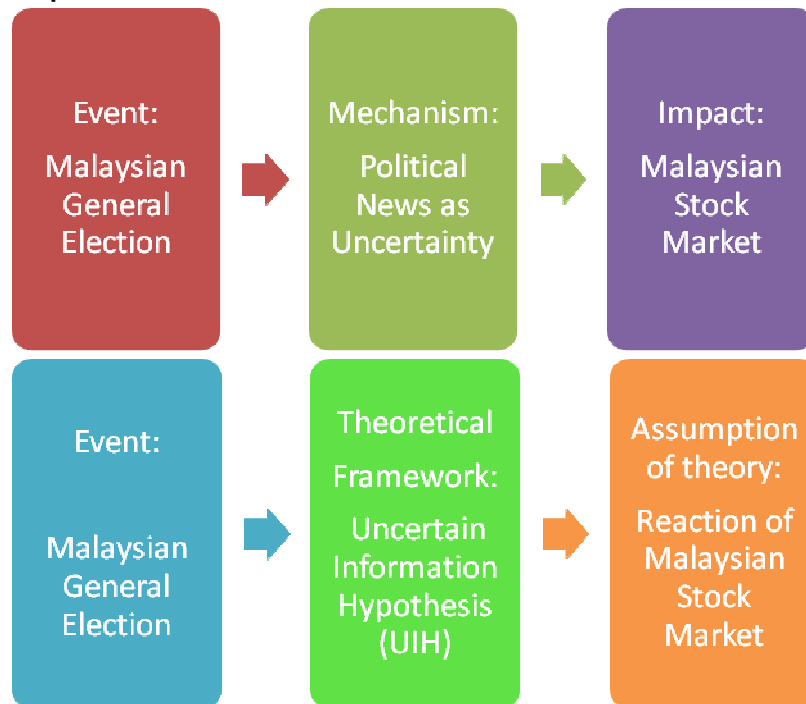 Event:
Malaysian
General
Election
Mechanism:
Political
News as
Uncertainty
Impact:
Malaysian
Stock
Market
Event:
Malaysian
General
Election
Theoretical
Framework:
Uncertain
Information
Hypothesis
(UIH)
Assumption
of theory:
Reaction of
Malaysian
Stock
Market